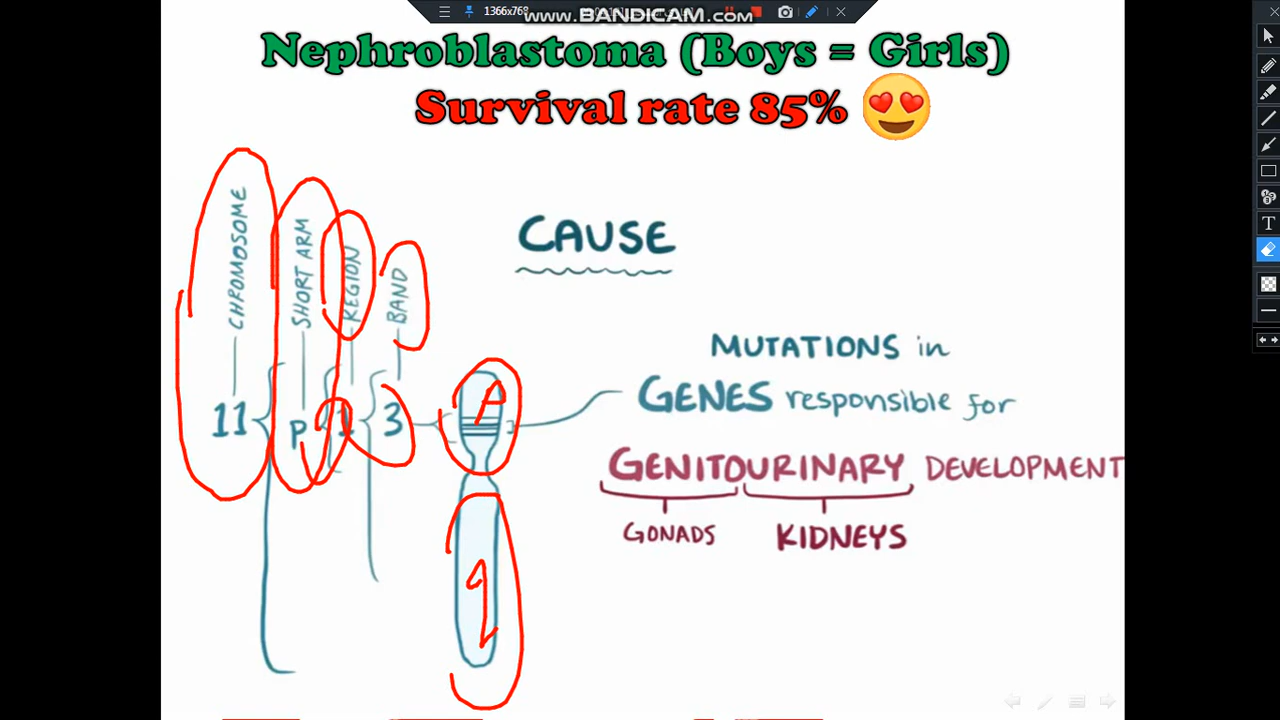 1366x768
www.BANDICAM.com
Nephroblastoma (Boys = Girls)
Survival rate 85%
CHROMOSOME
SHORT ARM
REGION
BAND
11 p 1 3
P
q
CAUSE
MUTATIONS in
GENES responsible for
GENITOURINARY DEVELOPMENT
GONADS KIDNEYS
T